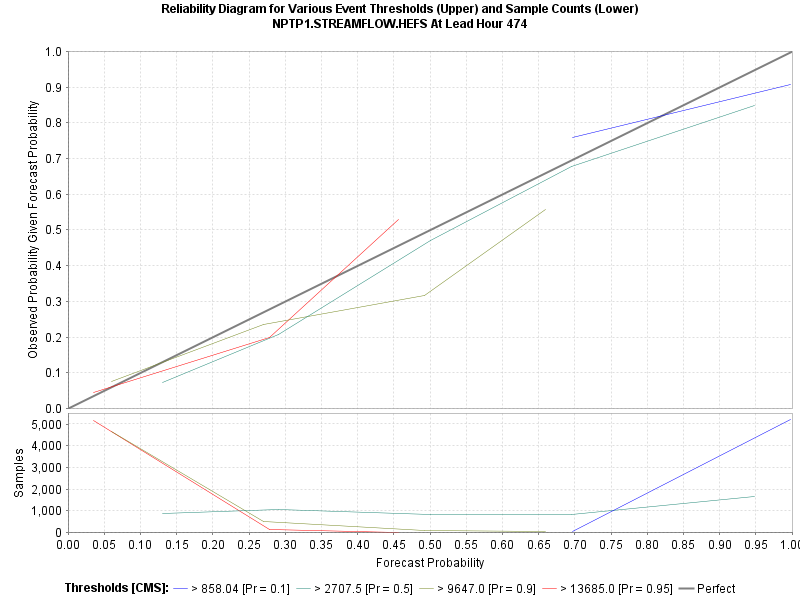 Reliability Diagram for Various Event Thresholds (Upper) and Sample Counts (Lower)
NPTP1.STREAMFLOW.HEFS At Lead Hour 474
Observed Probability Given Forecast Probability
1.0
0.9
0.8
0.7
0.6
0.5
0.4
0.3
0.2
0.1
0.0
Samples
5,000
4,000
3,000
2,000
1,000
0
0.00 0.05 0.10 0.15 0.20 0.25 0.30 0.35 0.40 0.45 0.50 0.55 0.60 0.65 0.70 0.75 0.80 0.85 0.90 0.95 1.00
Forecast Probability
Thresholds [CMS]: > 858.04 [Pr = 0.1] > 2707.5 [Pr = 0.5] > 9647.0 [Pr = 0.9] > 13685.0 [Pr = 0.95] Perfect